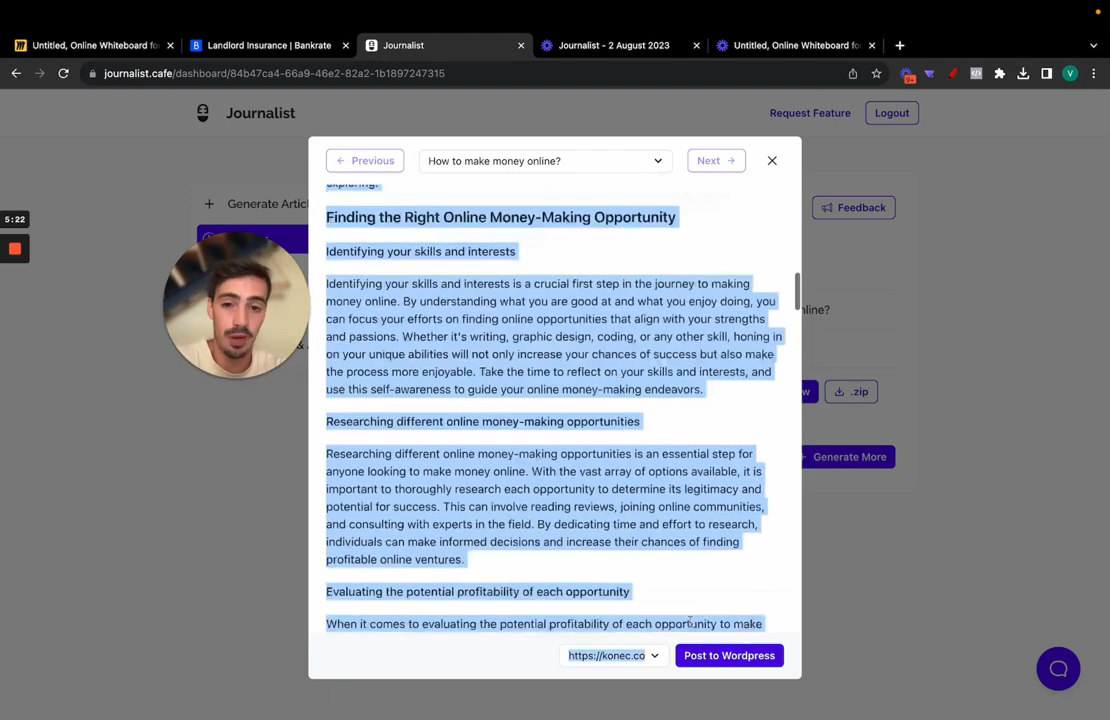 Untitled, Online Whiteboard for
Landlord Insurance | Bankrate
Journalist
Journalist - 2 August 2023
Untitled, Online Whiteboard for
journalist.cafe/dashboard/84b47ca4-66a9-46e2-82a2-1b1897247315
9+
V
Journalist
Request Feature
Logout
← Previous
How to make money online?
Next →
exploring.
Generate Artic
Feedback
5:22
Finding the Right Online Money-Making Opportunity
Identifying your skills and interests
Identifying your skills and interests is a crucial first step in the journey to making
money online. By understanding what you are good at and what you enjoy doing, you
can focus your efforts on finding online opportunities that align with your strengths
and passions. Whether it's writing, graphic design, coding, or any other skill, honing in
on your unique abilities will not only increase your chances of success but also make
the process more enjoyable. Take the time to reflect on your skills and interests, and
use this self-awareness to guide your online money-making endeavors.
nline?
& A
w
.zip
Researching different online money-making opportunities
Researching different online money-making opportunities is an essential step for
anyone looking to make money online. With the vast array of options available, it is
important to thoroughly research each opportunity to determine its legitimacy and
potential for success. This can involve reading reviews, joining online communities,
and consulting with experts in the field. By dedicating time and effort to research,
individuals can make informed decisions and increase their chances of finding
profitable online ventures.
Generate More
Evaluating the potential profitability of each opportunity
When it comes to evaluating the potential profitability of each opportunity to make
https://konec.co
Post to Wordpress